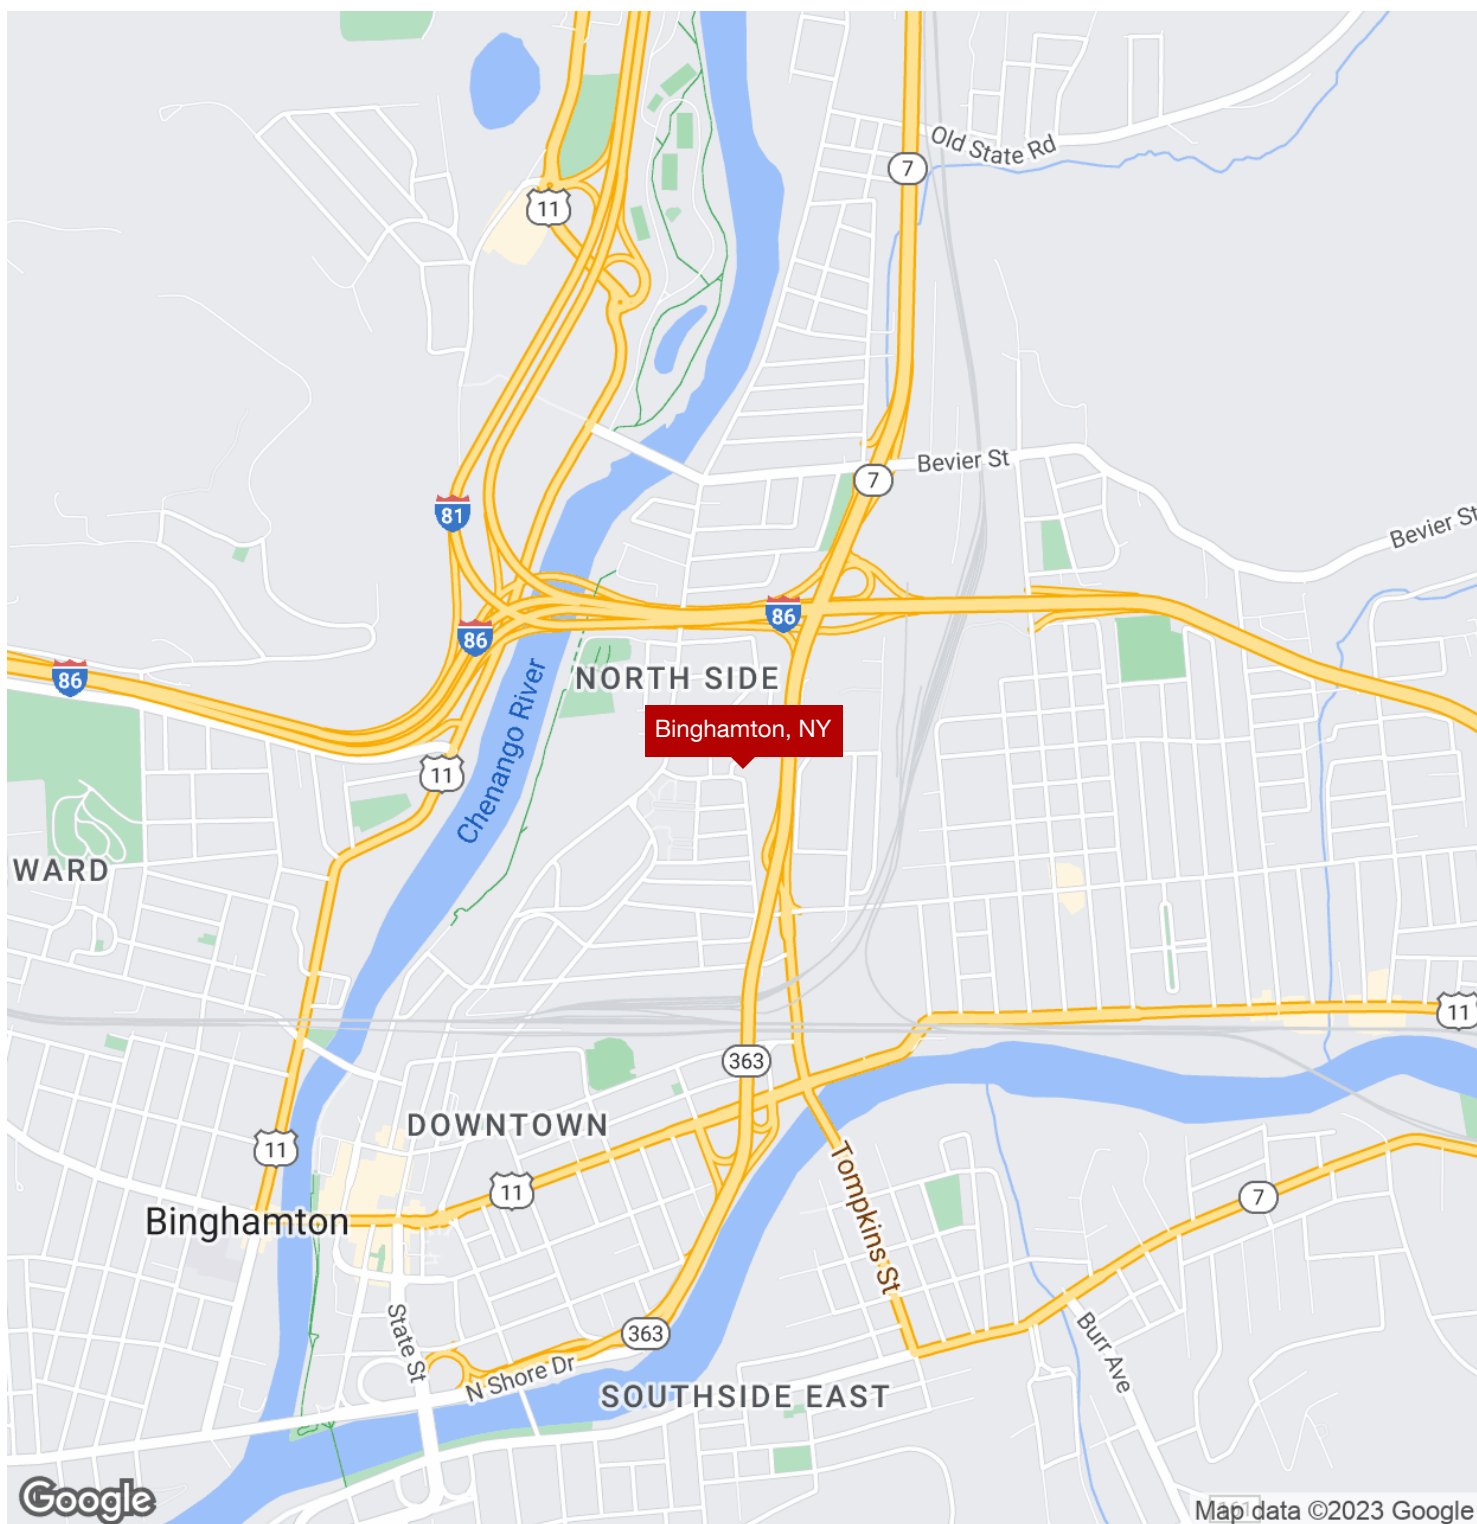 11
Old State Rd
7
Bevier St
7
81
Bevier St
86
86
86
NORTH SIDE
Chenango River
Binghamton, NY
11
WARD
11
363
DOWNTOWN
11
11
Tompkins St
7
Binghamton
State St
363
N Shore Dr
Burr Ave
SOUTHSIDE EAST
Google
Map data ©2023 Google